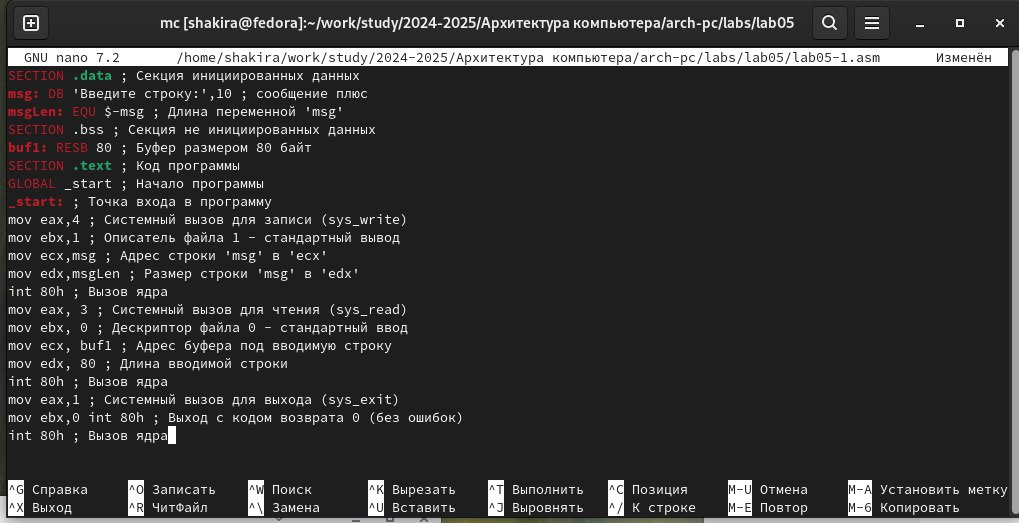 mc [shakira@fedora]:~/work/study/2024-2025/Архитектура компьютера/arch-pc/labs/lab05
GNU nano 7.2 /home/shakira/work/study/2024-2025/Архитектура компьютера/arch-pc/labs/lab05/lab05-1.asm Изменён
SECTION .data ; Секция инициированных данных
msg: DB 'Введите строку:',10 ; сообщение плюс
msgLen: EQU $-msg ; Длина переменной 'msg'
SECTION .bss ; Секция не инициированных данных
buf1: RESB 80 ; Буфер размером 80 байт
SECTION .text ; Код программы
GLOBAL _start ; Начало программы
_start: ; Точка входа в программу
mov eax,4 ; Системный вызов для записи (sys_write)
mov ebx,1 ; Описатель файла 1 - стандартный вывод
mov ecx,msg ; Адрес строки 'msg' в 'ecx'
mov edx,msgLen ; Размер строки 'msg' в 'edx'
int 80h ; Вызов ядра
mov eax, 3 ; Системный вызов для чтения (sys_read)
mov ebx, 0 ; Дескриптор файла 0 - стандартный ввод
mov ecx, buf1 ; Адрес буфера под вводимую строку
mov edx, 80 ; Длина вводимой строки
int 80h ; Вызов ядра
mov eax,1 ; Системный вызов для выхода (sys_exit)
mov ebx,0 int 80h ; Выход с кодом возврата 0 (без ошибок)
int 80h ; Вызов ядра
^G Справка ^O Записать ^W Поиск ^K Вырезать ^T Выполнить ^C Позиция M-U Отмена M-A Установить метку
^X Выход ^R ЧитФайл ^\ Замена ^U Вставить ^J Выровнять ^/ К строке M-E Повтор M-6 Копировать